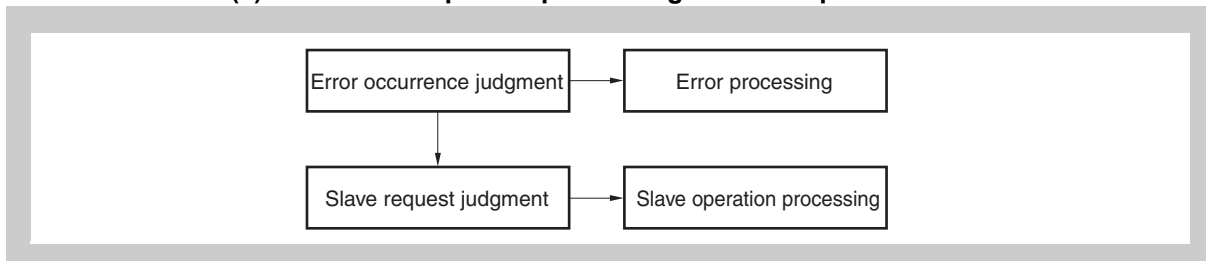 Error occurrence judgment
Error processing
Slave request judgment
Slave operation processing